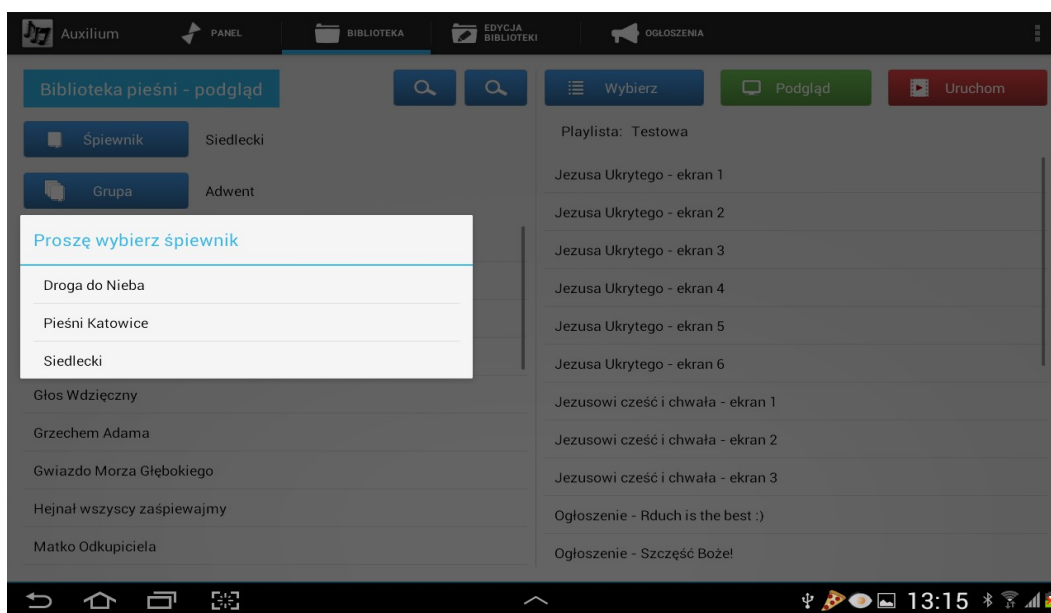 Auxilium
PANEL
BIBLIOTEKA
EDYCJA
BIBLIOTEKI
OGŁOSZENIA
Biblioteka pieśni - podgląd
Śpiewnik
Siedlecki
Grupa
Adwent
Proszę wybierz śpiewnik
Droga do Nieba
Pieśni Katowice
Siedlecki
Głos Wdzięczny
Grzechem Adama
Gwiazdo Morza Głębokiego
Hejnał wszyscy zaśpiewajmy
Matko Odkupiciela
Wybierz
Podgląd
Uruchom
Playlista: Testowa
Jezusa Ukrytego - ekran 1
Jezusa Ukrytego - ekran 2
Jezusa Ukrytego - ekran 3
Jezusa Ukrytego - ekran 4
Jezusa Ukrytego - ekran 5
Jezusa Ukrytego - ekran 6
Jezusowi cześć i chwała - ekran 1
Jezusowi cześć i chwała - ekran 2
Jezusowi cześć i chwała - ekran 3
Ogłoszenie - Rduch is the best :)
Ogłoszenie - Szczęść Boże!
13:15